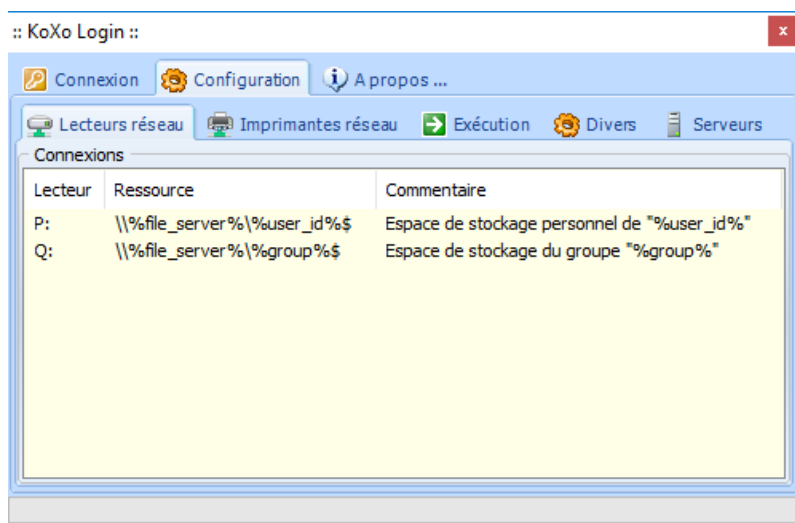 :: KoXo Login ::
x
Connexion Configuration A propos ...
Lecteurs réseau Imprimantes réseau Exécution Divers Serveurs
Connexions
Lecteur Ressource Commentaire
P: \\%file_server%\%user_id%$ Espace de stockage personnel de "%user_id%"
Q: \\%file_server%\%group%$ Espace de stockage du groupe "%group%"